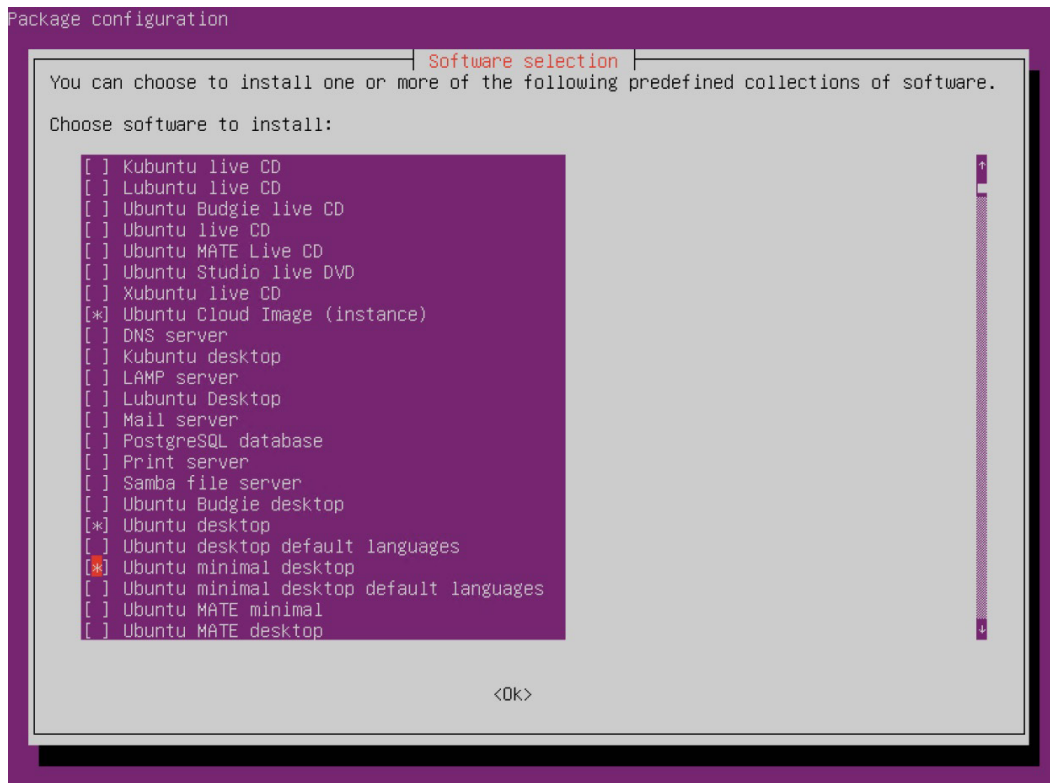 Package configuration
Software selection
You can choose to install one or more of the following predefined collections of software.
Choose software to install:
[ ] Kubuntu live CD
[ ] Lubuntu live CD
[ ] Ubuntu Budgie live CD
[ ] Ubuntu live CD
[ ] Ubuntu MATE Live CD
[ ] Ubuntu Studio live DVD
[ ] Xubuntu live CD
[*] Ubuntu Cloud Image (instance)
[ ] DNS server
[ ] Kubuntu desktop
[ ] LAMP server
[ ] Lubuntu Desktop
[ ] Mail server
[ ] PostgreSQL database
[ ] Print server
[ ] Samba file server
[ ] Ubuntu Budgie desktop
[*] Ubuntu desktop
[ ] Ubuntu desktop default languages
[*] Ubuntu minimal desktop
[ ] Ubuntu minimal desktop default languages
[ ] Ubuntu MATE minimal
[ ] Ubuntu MATE desktop
<Ok>